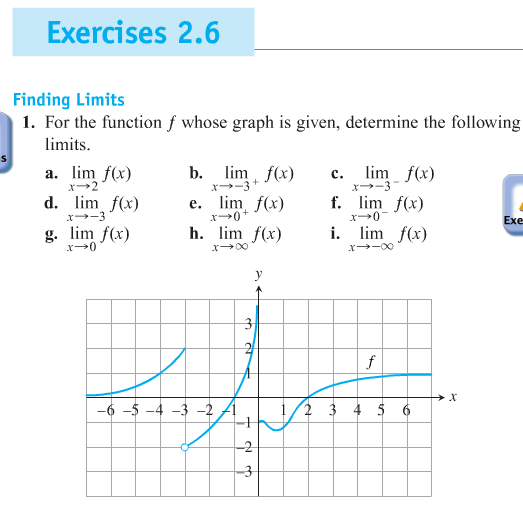 Exercises 2.6
Finding Limits
1. For the function f whose graph is given, determine the following
limits.
s
a. lim f(x) b. lim f(x) c. lim f(x)
x→2 x→−3⁺ x→−3⁻
d. lim f(x) e. lim f(x) f. lim f(x)
x→−3 x→0⁺ x→0⁻
Exe
g. lim f(x) h. lim f(x) i. lim f(x)
x→0 x→∞ x→−∞
y
3
2
1
f
x
−6 −5 −4 −3 −2 −1 1 2 3 4 5 6
−1
−2
−3